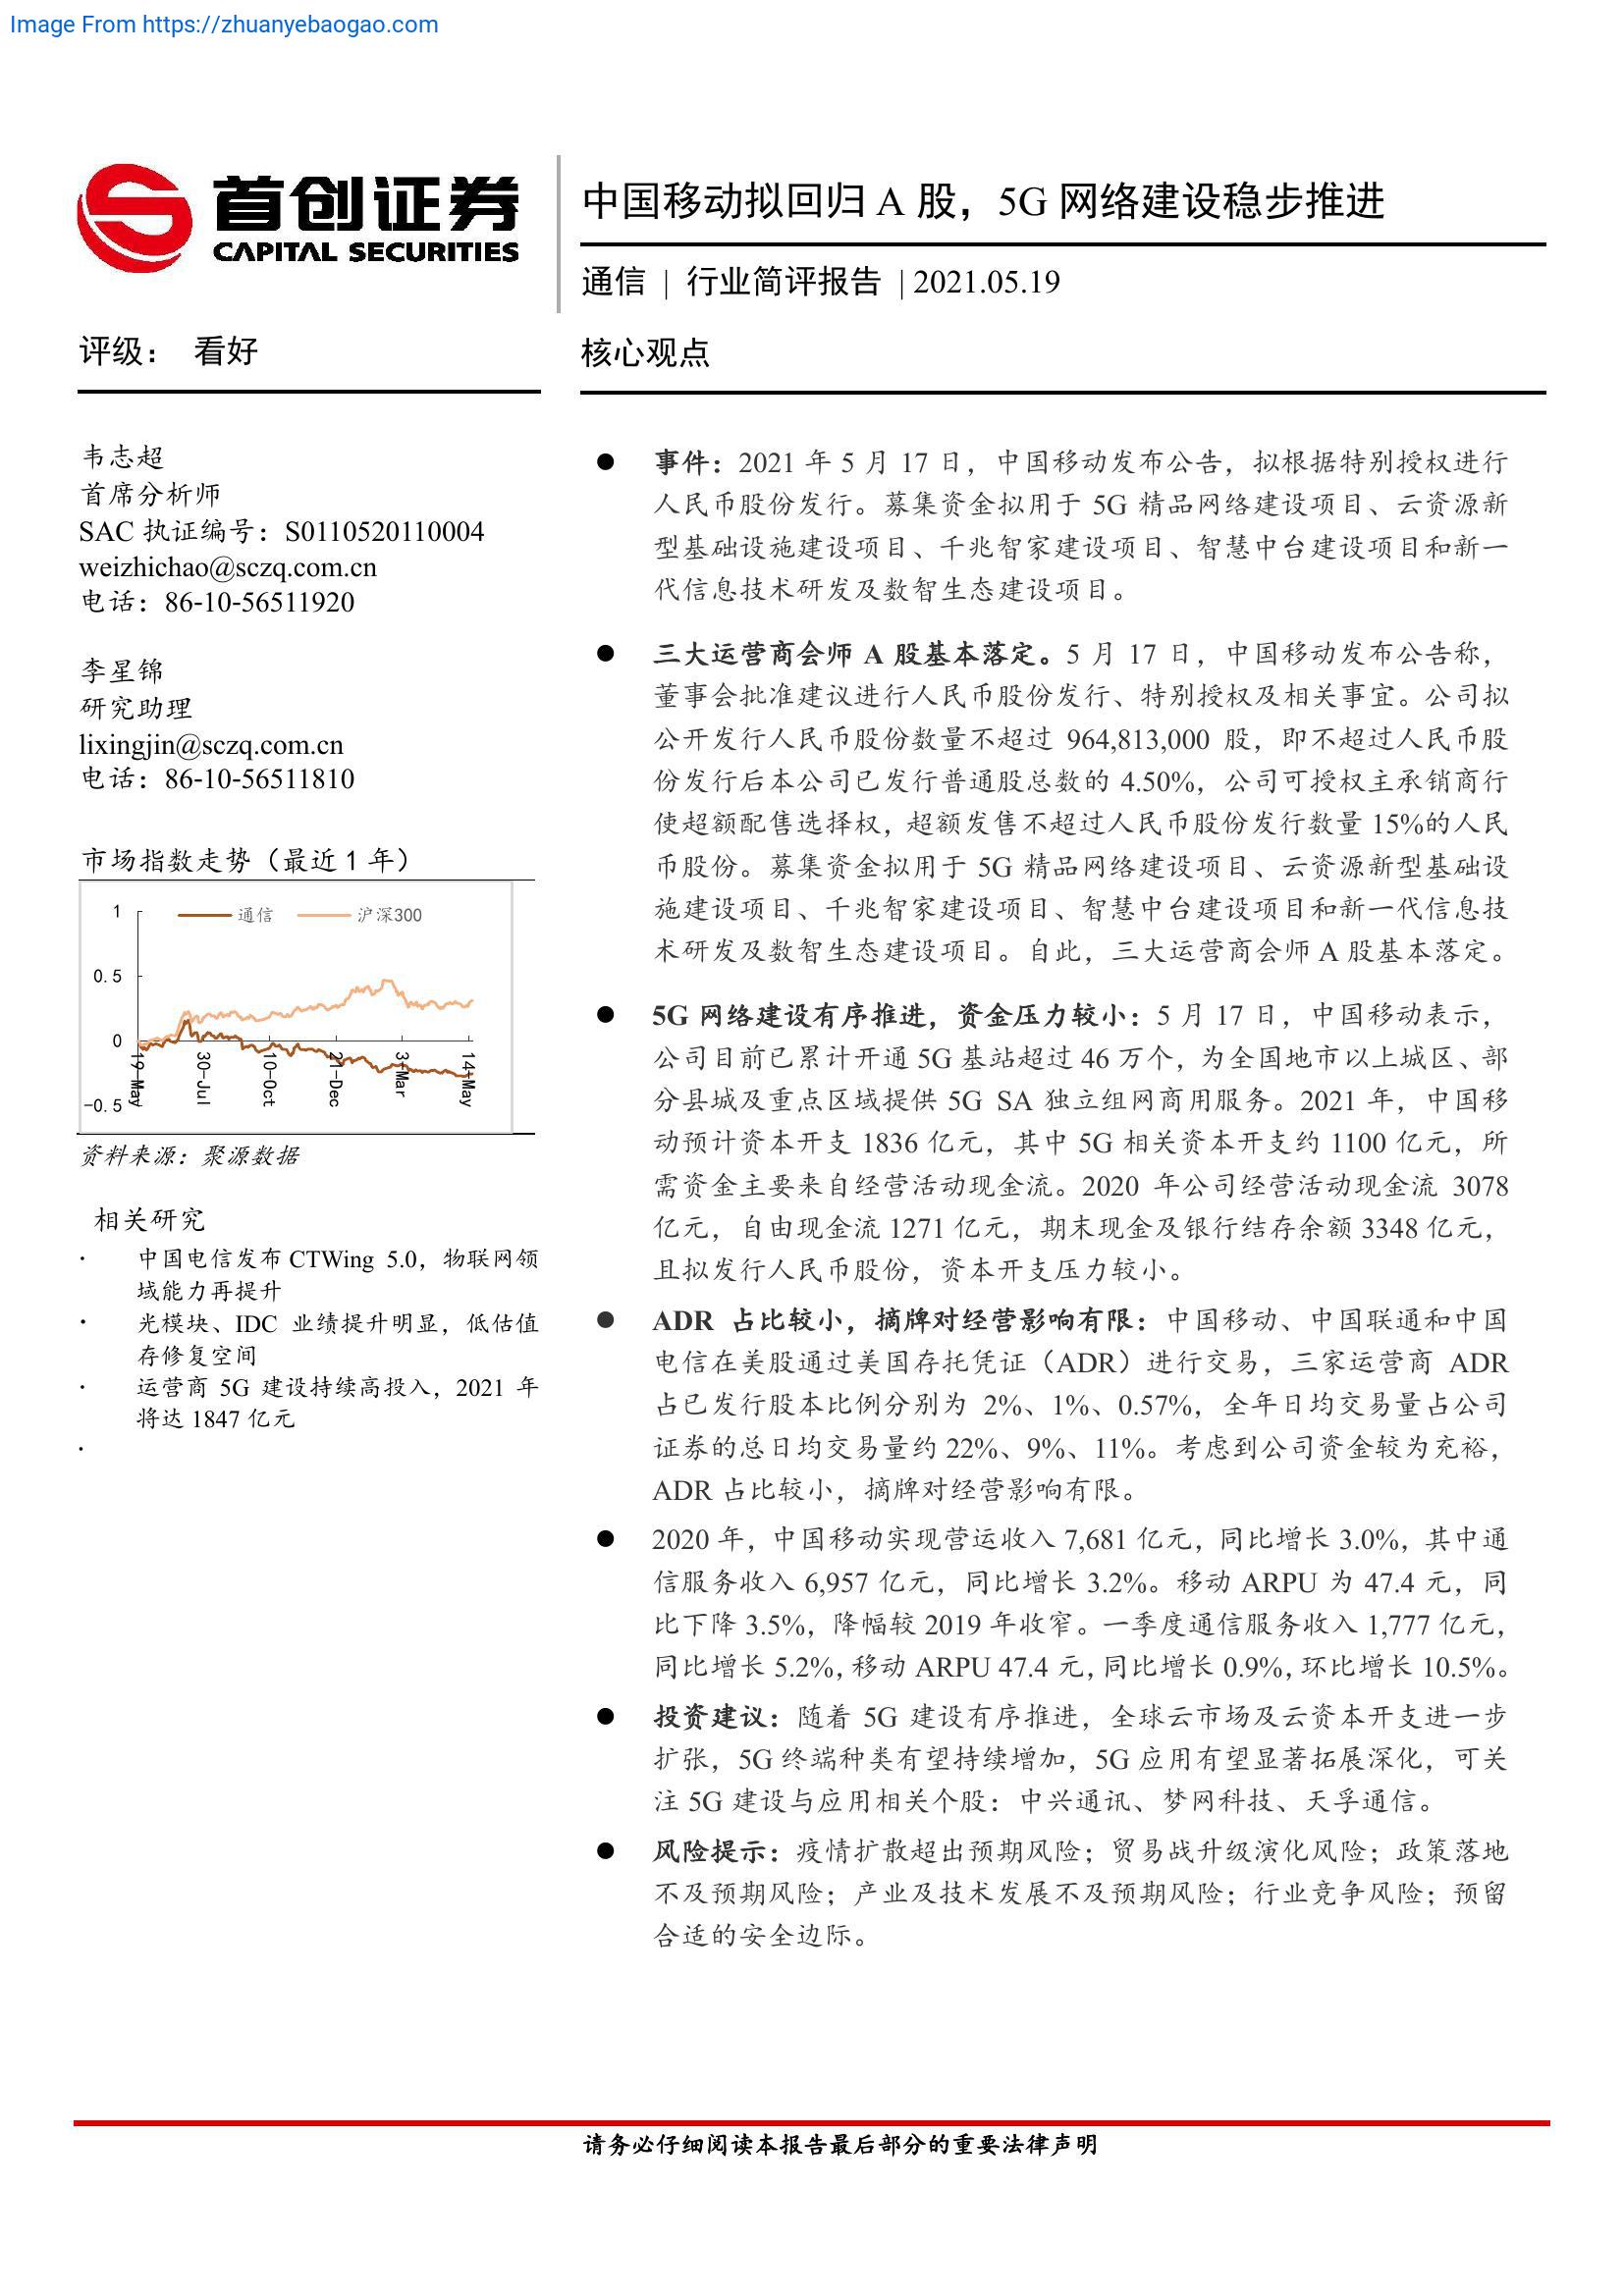 Image From https://zhuanyebaogao.com
首创证券
CAPITAL SECURITIES
中国移动拟回归 A 股，5G 网络建设稳步推进
通信 | 行业简评报告 | 2021.05.19
评级： 看好
韦志超
首席分析师
SAC 执证编号：S0110520110004
weizhichao@sczq.com.cn
电话：86-10-56511920
李星锦
研究助理
lixingjin@sczq.com.cn
电话：86-10-56511810
市场指数走势（最近 1 年）
通信 沪深300
1
0.5
0
-0.5
19-May 30-Jul 10-Oct 21-Dec 3-Mar 14-May
资料来源：聚源数据
相关研究
· 中国电信发布 CTWing 5.0，物联网领
域能力再提升
· 光模块、IDC 业绩提升明显，低估值
存修复空间
· 运营商 5G 建设持续高投入，2021 年
将达 1847 亿元
·
核心观点
● 事件：2021 年 5 月 17 日，中国移动发布公告，拟根据特别授权进行
人民币股份发行。募集资金拟用于 5G 精品网络建设项目、云资源新
型基础设施建设项目、千兆智家建设项目、智慧中台建设项目和新一
代信息技术研发及数智生态建设项目。
● 三大运营商会师 A 股基本落定。5 月 17 日，中国移动发布公告称，
董事会批准建议进行人民币股份发行、特别授权及相关事宜。公司拟
公开发行人民币股份数量不超过 964,813,000 股，即不超过人民币股
份发行后本公司已发行普通股总数的 4.50%，公司可授权主承销商行
使超额配售选择权，超额发售不超过人民币股份发行数量 15%的人民
币股份。募集资金拟用于 5G 精品网络建设项目、云资源新型基础设
施建设项目、千兆智家建设项目、智慧中台建设项目和新一代信息技
术研发及数智生态建设项目。自此，三大运营商会师 A 股基本落定。
● 5G 网络建设有序推进，资金压力较小：5 月 17 日，中国移动表示，
公司目前已累计开通 5G 基站超过 46 万个，为全国地市以上城区、部
分县城及重点区域提供 5G SA 独立组网商用服务。2021 年，中国移
动预计资本开支 1836 亿元，其中 5G 相关资本开支约 1100 亿元，所
需资金主要来自经营活动现金流。2020 年公司经营活动现金流 3078
亿元，自由现金流 1271 亿元，期末现金及银行结存余额 3348 亿元，
且拟发行人民币股份，资本开支压力较小。
● ADR 占比较小，摘牌对经营影响有限：中国移动、中国联通和中国
电信在美股通过美国存托凭证（ADR）进行交易，三家运营商 ADR
占已发行股本比例分别为 2%、1%、0.57%，全年日均交易量占公司
证券的总日均交易量约 22%、9%、11%。考虑到公司资金较为充裕，
ADR 占比较小，摘牌对经营影响有限。
● 2020 年，中国移动实现营运收入 7,681 亿元，同比增长 3.0%，其中通
信服务收入 6,957 亿元，同比增长 3.2%。移动 ARPU 为 47.4 元，同
比下降 3.5%，降幅较 2019 年收窄。一季度通信服务收入 1,777 亿元，
同比增长 5.2%，移动 ARPU 47.4 元，同比增长 0.9%，环比增长 10.5%。
● 投资建议：随着 5G 建设有序推进，全球云市场及云资本开支进一步
扩张，5G 终端种类有望持续增加，5G 应用有望显著拓展深化，可关
注 5G 建设与应用相关个股：中兴通讯、梦网科技、天孚通信。
● 风险提示：疫情扩散超出预期风险；贸易战升级演化风险；政策落地
不及预期风险；产业及技术发展不及预期风险；行业竞争风险；预留
合适的安全边际。
请务必仔细阅读本报告最后部分的重要法律声明